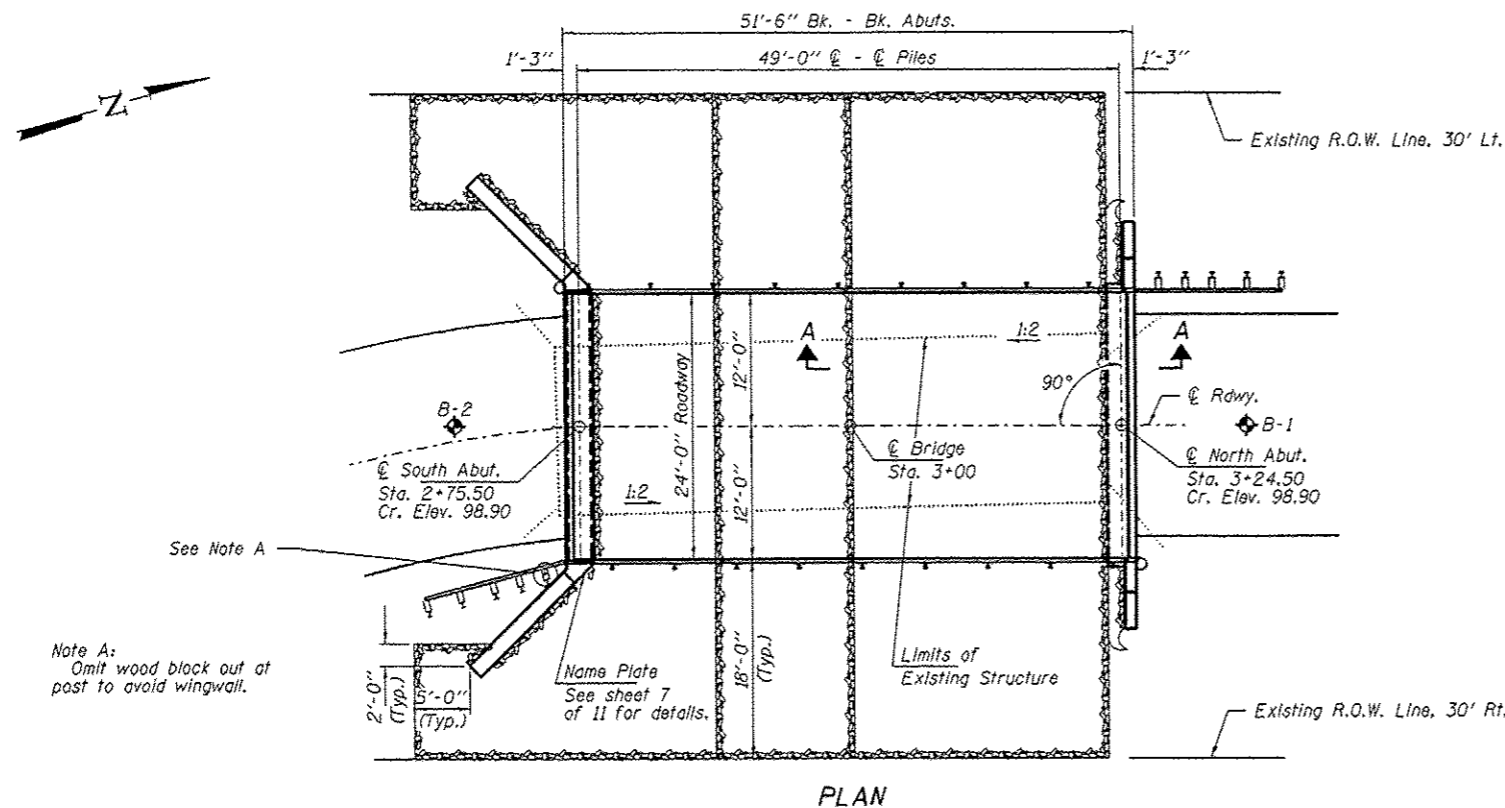 51'-6" Bk. - Bk. Abuts.
1'-3"
49'-0" ℄ - ℄ Piles
1'-3"
N
Existing R.O.W. Line, 30' Lt.
A
A
1:2
90°
24'-0" Roadway
12'-0"
12'-0"
℄ Rdwy.
B-2
B-1
℄ South Abut.
Sta. 2+75.50
Cr. Elev. 98.90
℄ Bridge
Sta. 3+00
℄ North Abut.
Sta. 3+24.50
Cr. Elev. 98.90
1:2
See Note A
Note A:
Omit wood block out at
post to avoid wingwall.
2'-0"
(Typ.)
5'-0"
(Typ.)
Name Plate
See sheet 7
of 11 for details.
18'-0"
(Typ.)
Limits of
Existing Structure
Existing R.O.W. Line, 30' Rt.
PLAN